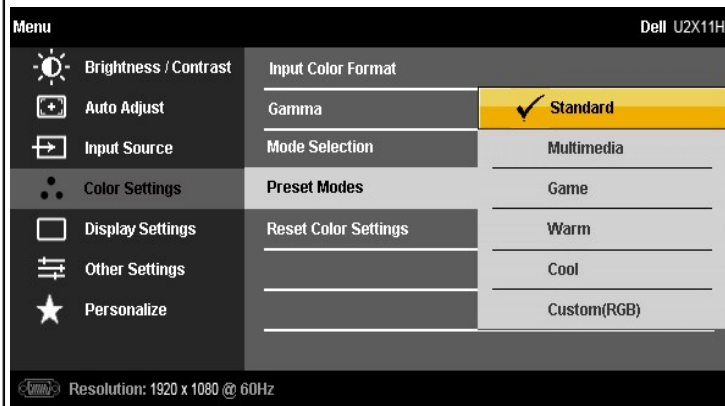 Menu
Dell U2X11H
Brightness / Contrast
Auto Adjust
Input Source
Color Settings
Display Settings
Other Settings
Personalize
Input Color Format
Gamma
Mode Selection
Preset Modes
Reset Color Settings
Standard
Multimedia
Game
Warm
Cool
Custom(RGB)
Resolution: 1920 x 1080 @ 60Hz